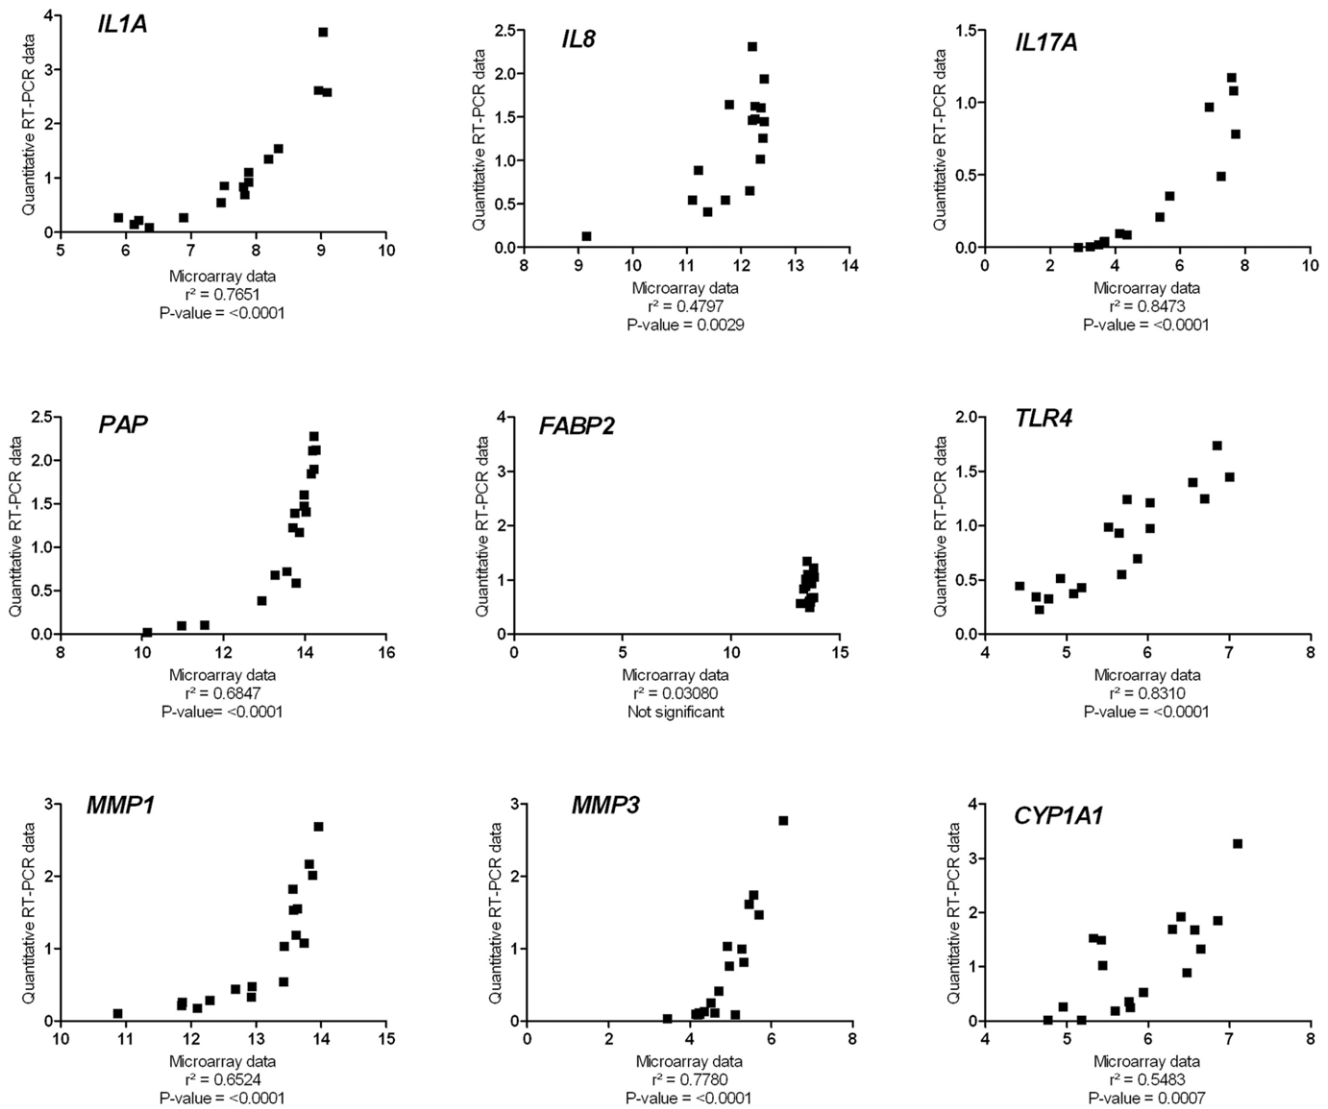 IL1A
Quantitative RT-PCR data
4
3
2
1
0
5 6 7 8 9 10
Microarray data
r² = 0.7651
P-value = <0.0001
IL8
Quantitative RT-PCR data
2.5
2.0
1.5
1.0
0.5
0.0
8 9 10 11 12 13 14
Microarray data
r² = 0.4797
P-value = 0.0029
IL17A
Quantitative RT-PCR data
1.5
1.0
0.5
0.0
0 2 4 6 8 10
Microarray data
r² = 0.8473
P-value = <0.0001
PAP
Quantitative RT-PCR data
2.5
2.0
1.5
1.0
0.5
0.0
8 10 12 14 16
Microarray data
r² = 0.6847
P-value= <0.0001
FABP2
Quantitative RT-PCR data
4
3
2
1
0
0 5 10 15
Microarray data
r² = 0.03080
Not significant
TLR4
Quantitative RT-PCR data
2.0
1.5
1.0
0.5
0.0
4 5 6 7 8
Microarray data
r² = 0.8310
P-value = <0.0001
MMP1
Quantitative RT-PCR data
3
2
1
0
10 11 12 13 14 15
Microarray data
r² = 0.6524
P-value = <0.0001
MMP3
Quantitative RT-PCR data
3
2
1
0
0 2 4 6 8
Microarray data
r² = 0.7780
P-value = <0.0001
CYP1A1
Quantitative RT-PCR data
4
3
2
1
0
4 5 6 7 8
Microarray data
r² = 0.5483
P-value = 0.0007